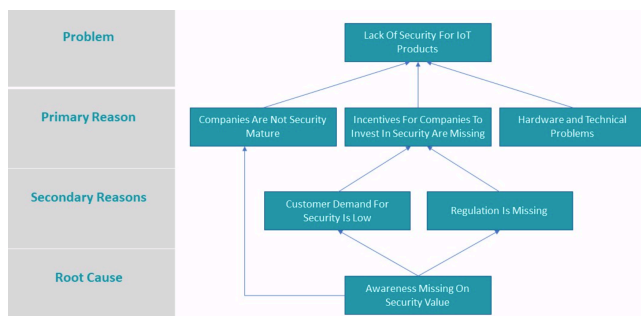 Problem
Lack Of Security For IoT
Products
Primary Reason
Companies Are Not Security
Mature
Incentives For Companies To
Invest In Security Are Missing
Hardware and Technical
Problems
Secondary Reasons
Customer Demand For
Security Is Low
Regulation Is Missing
Root Cause
Awareness Missing On
Security Value